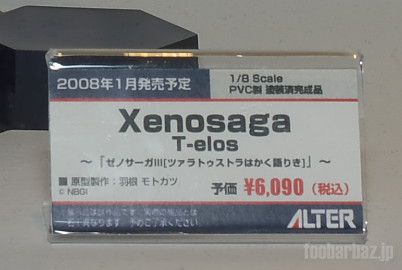 2008年1月発売予定
1/8 Scale
PVC製 塗装済完成品
Xenosaga
T-elos
～『ゼノサーガIII[ツァラトゥストラはかく語りき]』～
■ 原型製作：羽根 モトカツ
© NBGI
予価 ¥6,090（税込）
ALTER
foobarbaz.jp